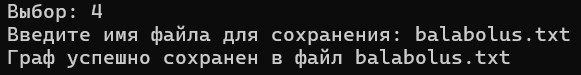 Выбор: 4
Введите имя файла для сохранения: balabolus.txt
Граф успешно сохранен в файл balabolus.txt